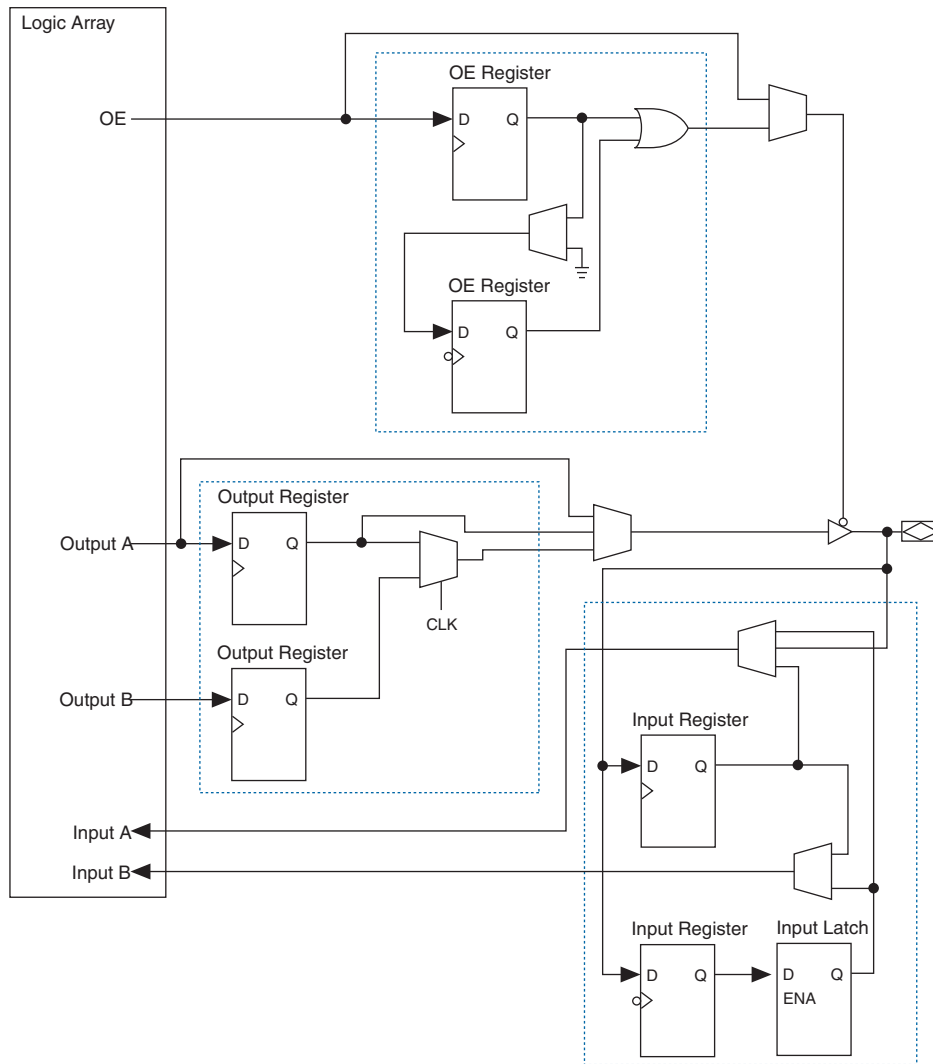 Logic Array
OE
OE Register
D Q
OE Register
D Q
Output Register
Output A
D Q
CLK
Output Register
Output B
D Q
Input Register
D Q
Input A
Input B
Input Register
Input Latch
D Q
D Q
ENA